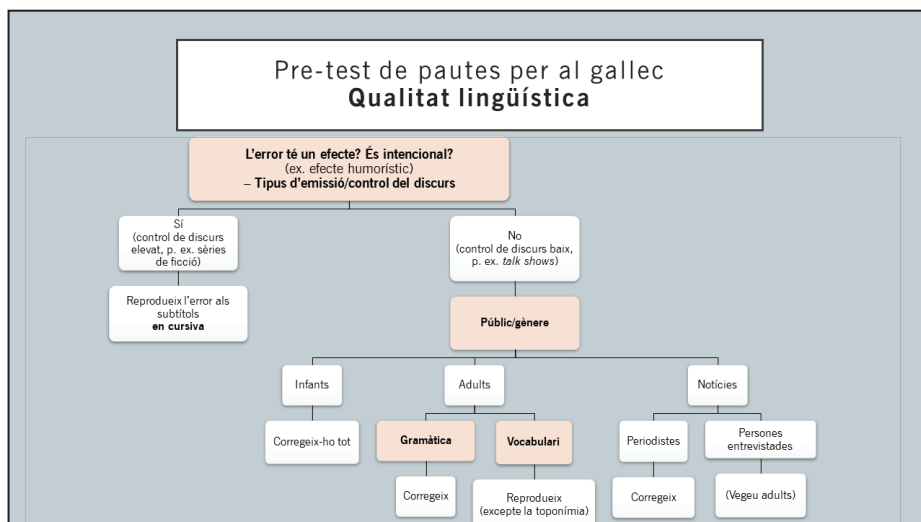 Pre-test de pautes per al gallec
Qualitat lingüística
L'error té un efecte? És intencional?
(ex. efecte humorístic)
– Tipus d'emissió/control del discurs
Sí
(control de discurs
elevat, p. ex. sèries
de ficció)
No
(control de discurs baix,
p. ex. talk shows)
Reprodueix l'error als
subtítols
en cursiva
Públic/gènere
Infants
Adults
Notícies
Corregeix-ho tot
Gramàtica
Vocabulari
Periodistes
Persones
entrevistades
Corregeix
Reprodueix
(excepte la toponímia)
Corregeix
(Vegeu adults)